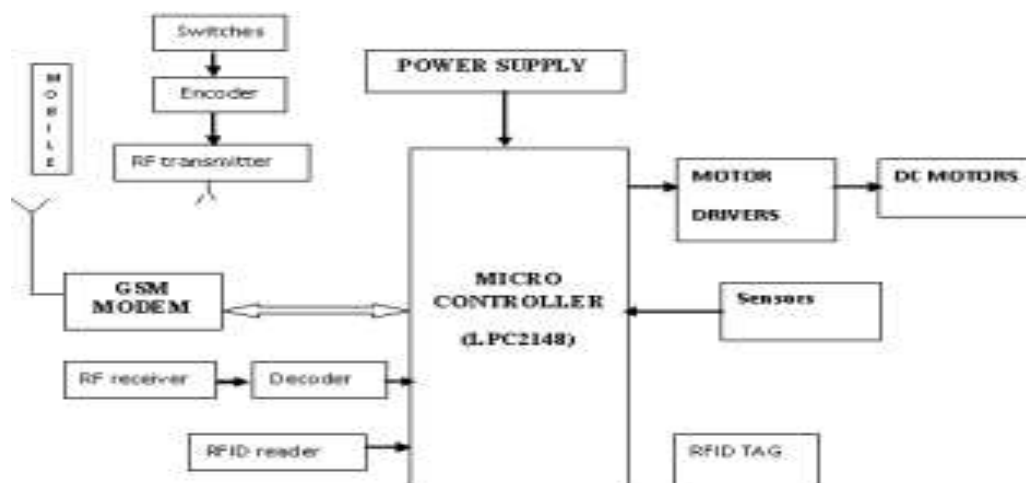 Switches
POWER SUPPLY
M
O
B
I
L
E
Encoder
RF transmitter
MOTOR
DRIVERS
DC MOTORS
GSM
MODEM
MICRO
CONTROLLER
(LPC2148)
Sensors
RF receiver
Decoder
RFID reader
RFID TAG